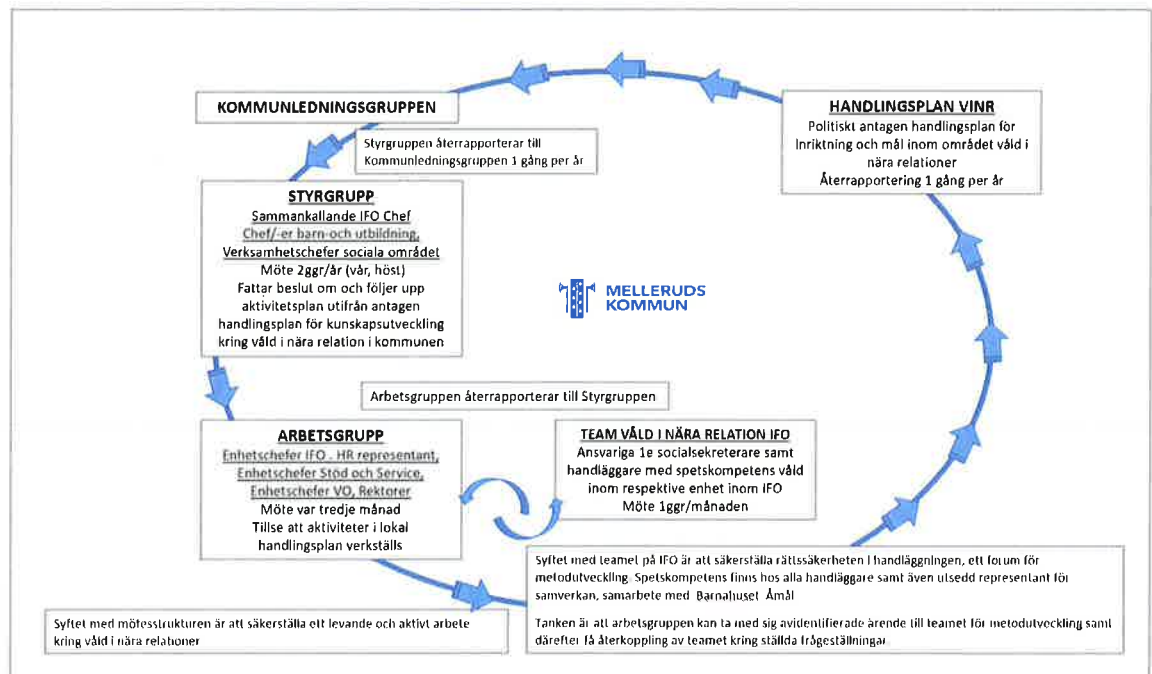 KOMMUNLEDNINGSGRUPPEN
Styrgruppen återrapporterar till
Kommunledningsgruppen 1 gång per år
HANDLINGSPLAN VINR
Politiskt antagen handlingsplan för
Inriktning och mål inom området våld i
nära relationer
Återrapportering 1 gång per år
STYRGRUPP
Sammankallande IFO Chef
Chef/-er barn-och utbildning,
Verksamhetschefer sociala området
Möte 2ggr/år (vår, höst)
Fattar beslut om och följer upp
aktivitetsplan utifrån antagen
handlingsplan för kunskapsutveckling
kring våld i nära relation i kommunen
MELLERUDS
KOMMUN
Arbetsgruppen återrapporterar till Styrgruppen
ARBETSGRUPP
Enhetschefer IFO . HR representant,
Enhetschefer Stöd och Service,
Enhetschefer VO, Rektorer
Möte var tredje månad
Tillse att aktiviteter i lokal
handlingsplan verkställs
TEAM VÅLD I NÄRA RELATION IFO
Ansvariga 1e socialsekreterare samt
handläggare med spetskompetens våld
inom respektive enhet inom IFO
Möte 1ggr/månaden
Syftet med teamet på IFO är att säkerställa rättssäkerheten i handläggningen, ett forum för
metodutveckling. Spetskompetens finns hos alla handläggare samt även utsedd representant för
samverkan, samarbete med Barnahuset Åmål
Tanken är att arbetsgruppen kan ta med sig avidentifierade ärende till teamet för metodutveckling samt
därefter få återkoppling av teamet kring ställda frågeställningar.
Syftet med mötesstrukturen är att säkerställa ett levande och aktivt arbete
kring våld i nära relationer